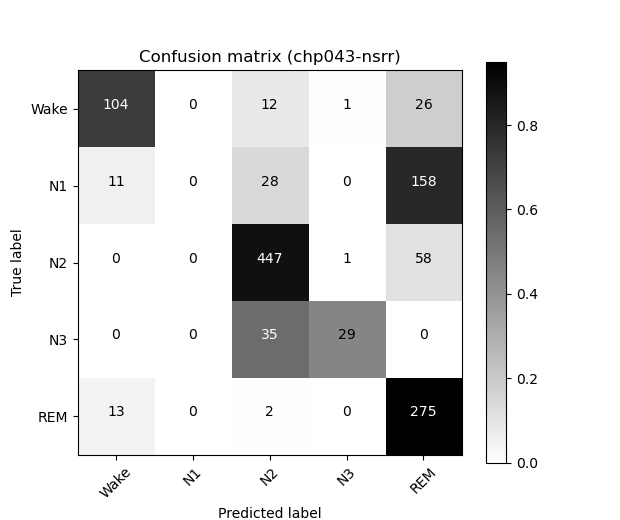 Confusion matrix (chp043-nsrr)
True label
Wake 104 0 12 1 26
N1 11 0 28 0 158
N2 0 0 447 1 58
N3 0 0 35 29 0
REM 13 0 2 0 275
Wake N1 N2 N3 REM
Predicted label
0.8
0.6
0.4
0.2
0.0